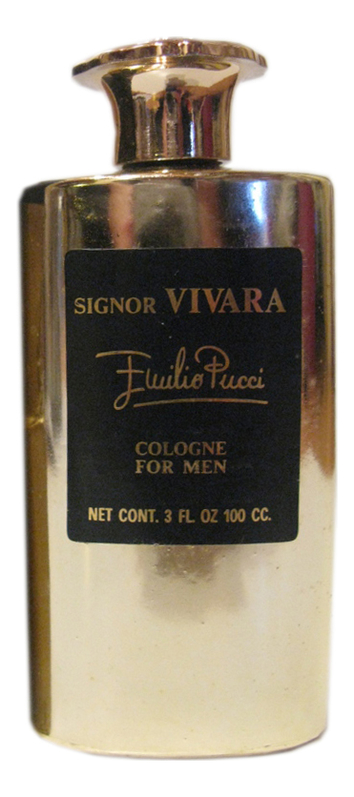 SIGNOR VIVARA
Emilio Pucci
COLOGNE
FOR MEN
NET CONT. 3 FL OZ 100 CC.